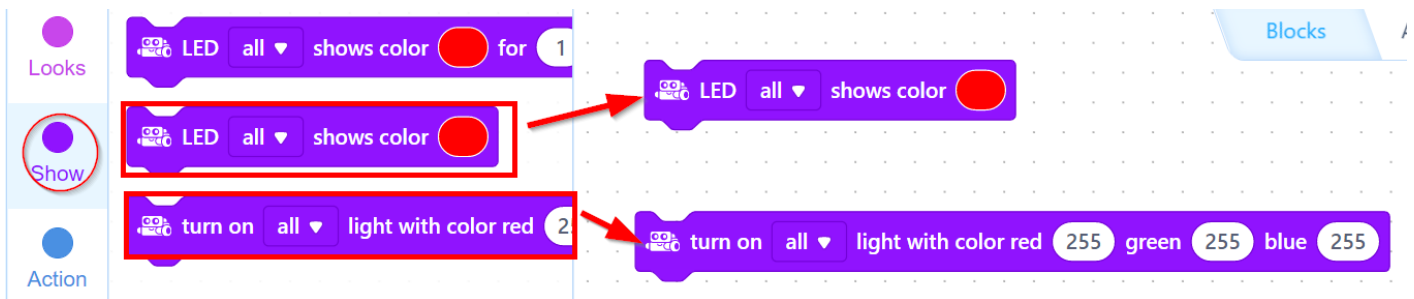 Looks
Show
Action
LED all ▼ shows color for 1
LED all ▼ shows color
turn on all ▼ light with color red
Blocks
LED all ▼ shows color
turn on all ▼ light with color red 255 green 255 blue 255